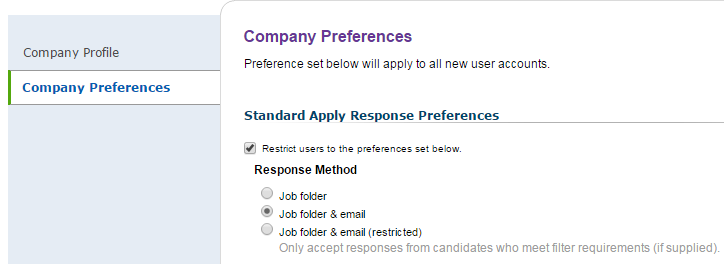 Company Profile
Company Preferences
Company Preferences
Preference set below will apply to all new user accounts.
Standard Apply Response Preferences
Restrict users to the preferences set below.
Response Method
Job folder
Job folder & email
Job folder & email (restricted)
Only accept responses from candidates who meet filter requirements (if supplied).